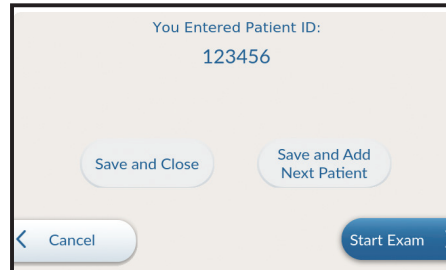 You Entered Patient ID:
123456
Save and Close
Save and Add
Next Patient
Cancel
Start Exam